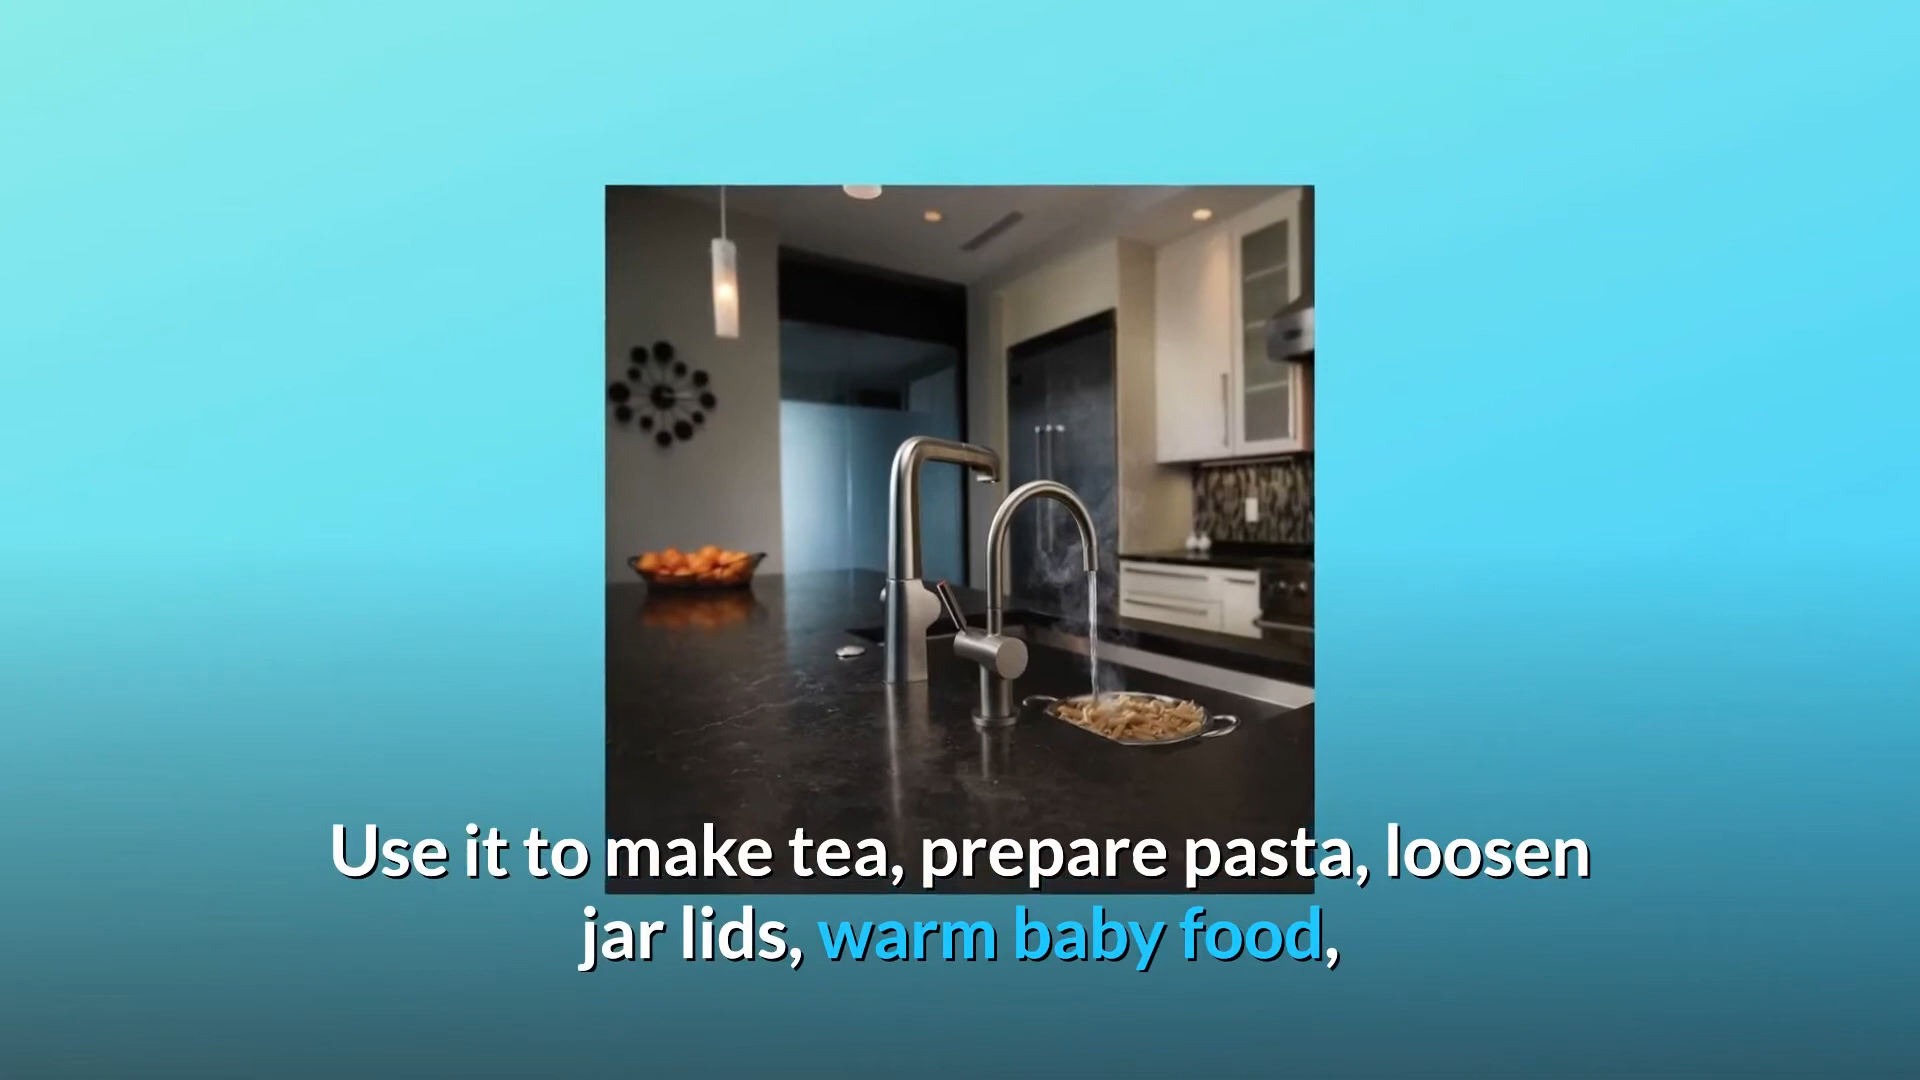 Use it to make tea, prepare pasta, loosen
jar lids, warm baby food,